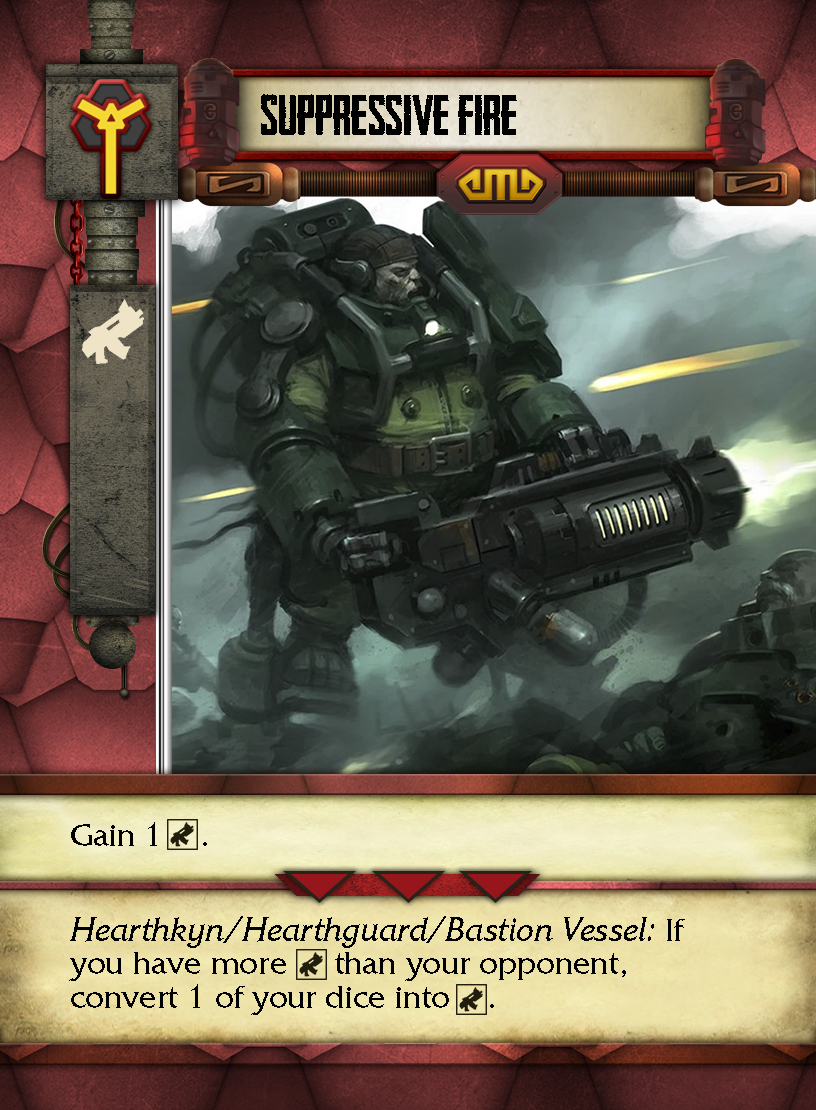 SUPPRESSIVE FIRE
Gain 1 .
Hearthkyn/Hearthguard/Bastion Vessel: If
you have more than your opponent,
convert 1 of your dice into .